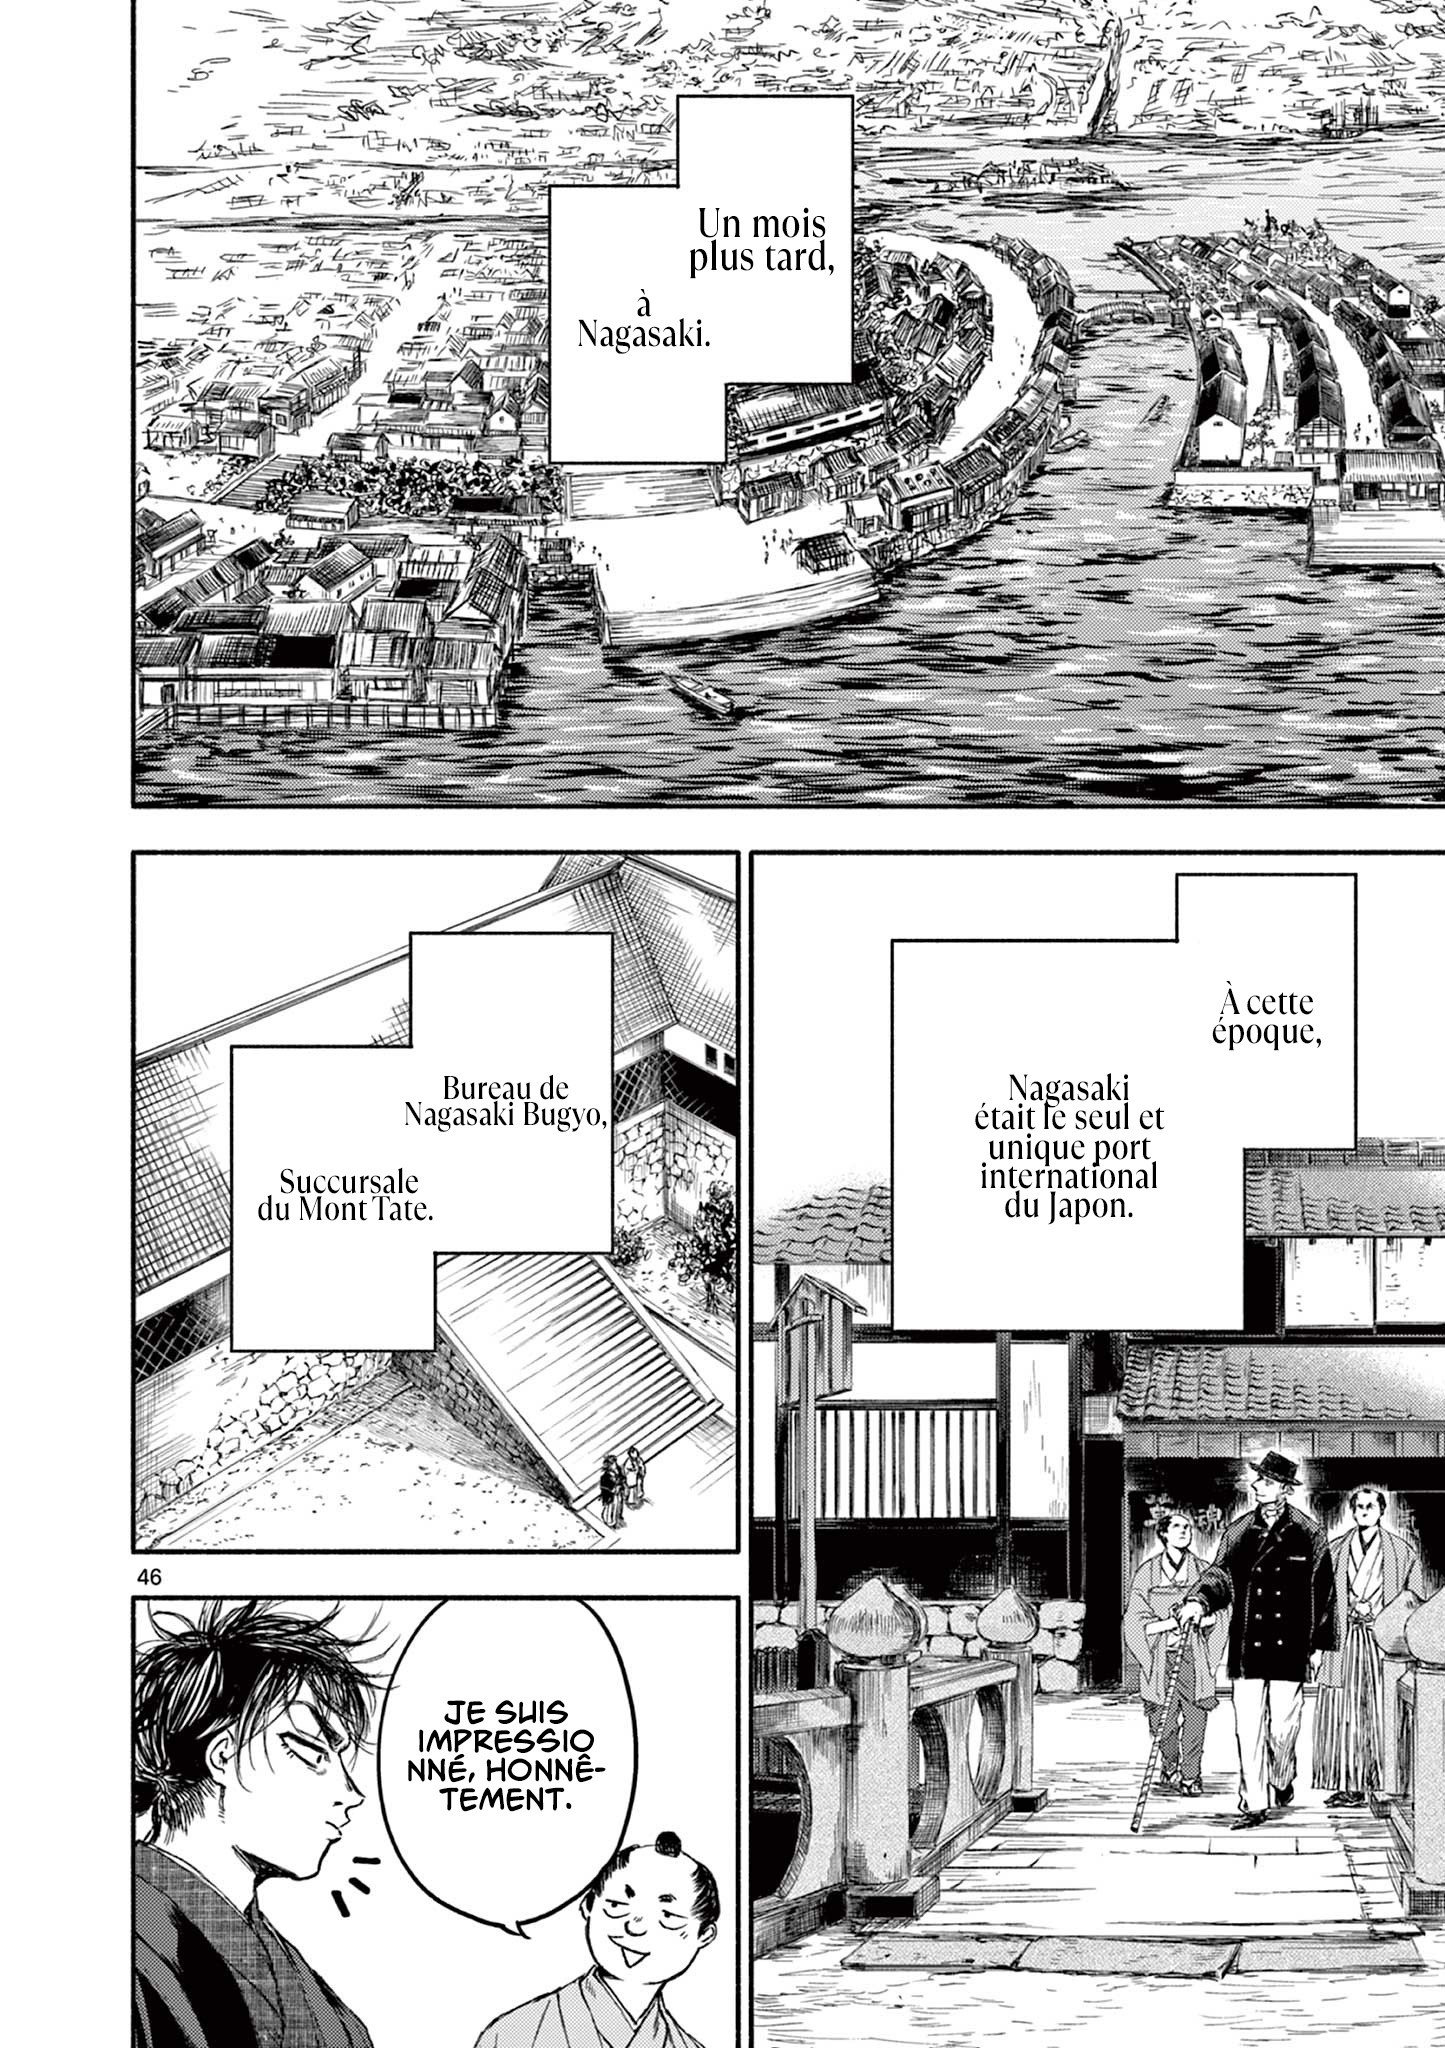 Un mois
plus tard,
à
Nagasaki.
À cette
époque,
Nagasaki
était le seul et
unique port
international
du Japon.
Bureau de
Nagasaki Bugyo,
Succursale
du Mont Tate.
46
JE SUIS
IMPRESSIO
NNÉ, HONNÊ-
TEMENT.